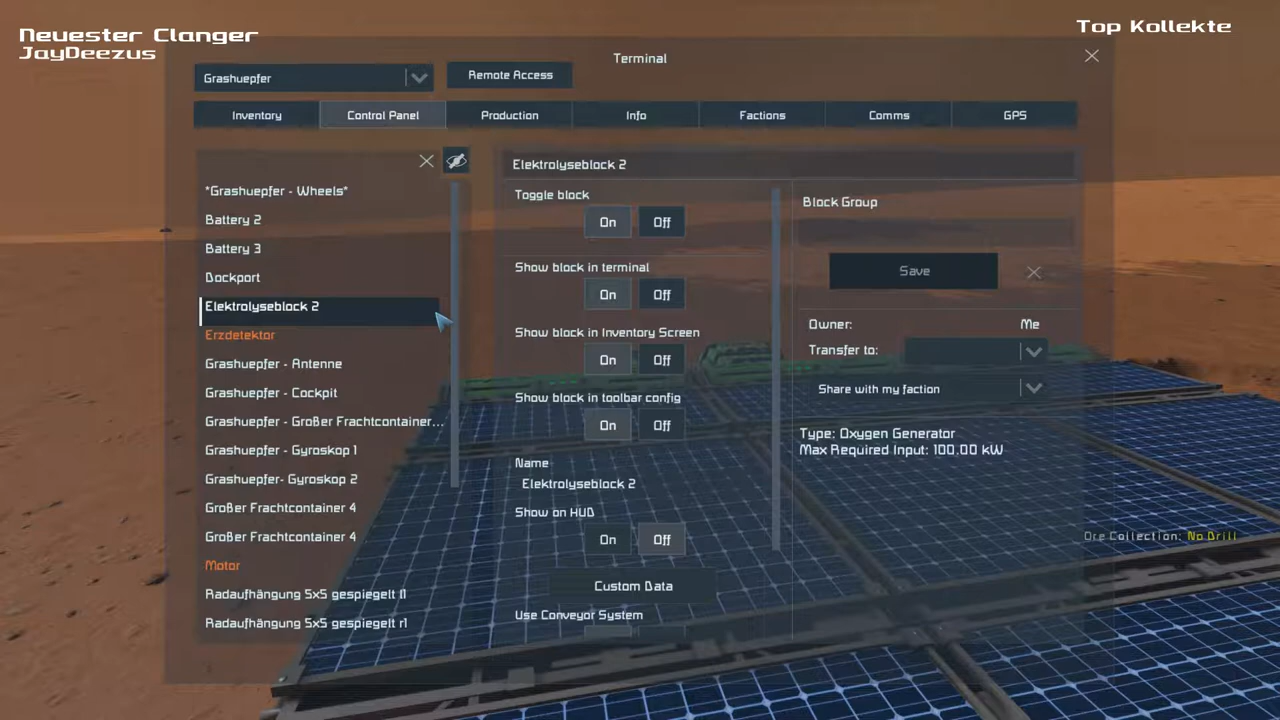 Neuester Clanger
JayDeezus
Top Kollekte
Terminal
Grashuepfer
Remote Access
Inventory
Control Panel
Production
Info
Factions
Comms
GPS
*Grashuepfer - Wheels*
Battery 2
Battery 3
Dockport
Elektrolyseblock 2
Erzdetektor
Grashuepfer - Antenne
Grashuepfer - Cockpit
Grashuepfer - Großer Frachtcontainer...
Grashuepfer - Gyroskop 1
Grashuepfer- Gyroskop 2
Großer Frachtcontainer 4
Großer Frachtcontainer 4
Motor
Radaufhängung 5x5 gespiegelt l1
Radaufhängung 5x5 gespiegelt r1
Elektrolyseblock 2
Toggle block
On Off
Show block in terminal
On Off
Show block in Inventory Screen
On Off
Show block in toolbar config
On Off
Name
Elektrolyseblock 2
Show on HUD
On Off
Custom Data
Use Conveyor System
Block Group
Save
Owner: Me
Transfer to:
Share with my faction
Type: Oxygen Generator
Max Required Input: 100.00 kW
Ore Collection: No Drill